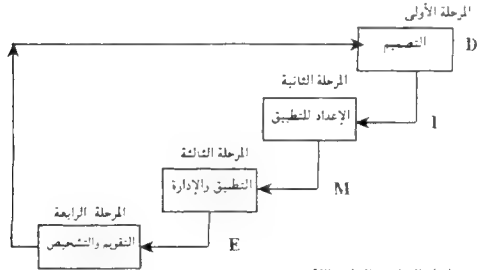 المرحلة الأولى
التصميم
D
المرحلة الثانية
الإعداد للتطبيق
I
المرحلة الثالثة
التطبيق والإدارة
M
المرحلة الرابعة
التقويم والتشخيص
E